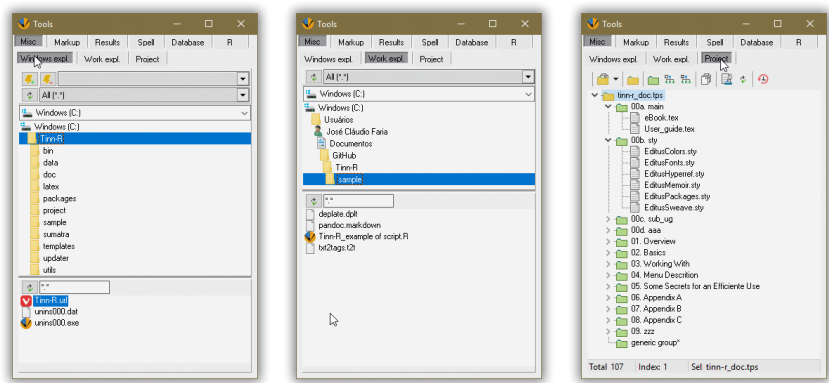 Tools
Misc Markup Results Spell Database R
Windows expl. Work expl. Project
All (*.*)
Windows (C:)
Windows (C:)
Tinn-R
bin
data
doc
latex
packages
project
sample
sumatra
templates
updater
utils
*.*
Tinn-R.url
unins000.dat
unins000.exe
Tools
Misc Markup Results Spell Database R
Windows expl. Work expl. Project
All (*.*)
Windows (C:)
Windows (C:)
Usuários
José Cláudio Faria
Documentos
GitHub
Tinn-R
sample
*.*
deplate.dplt
pandoc.markdown
Tinn-R_example of script.R
txt2tags.t2t
Tools
Misc Markup Results Spell Database R
Windows expl. Work expl. Project
tinn-r_doc.tps
00a. main
eBook.tex
User_guide.tex
00b. sty
EditusColors.sty
EditusFonts.sty
EditusHyperref.sty
EditusMemoir.sty
EditusPackages.sty
EditusSweave.sty
00c. sub_ug
00d. aaa
01. Overview
02. Basics
03. Working With
04. Menu Descrition
05. Some Secrets for an Efficiente Use
06. Appendix A
07. Appendix B
08. Appendix C
09. zzz
generic group*
Total 107 Index: 1 Sel tinn-r_doc.tps